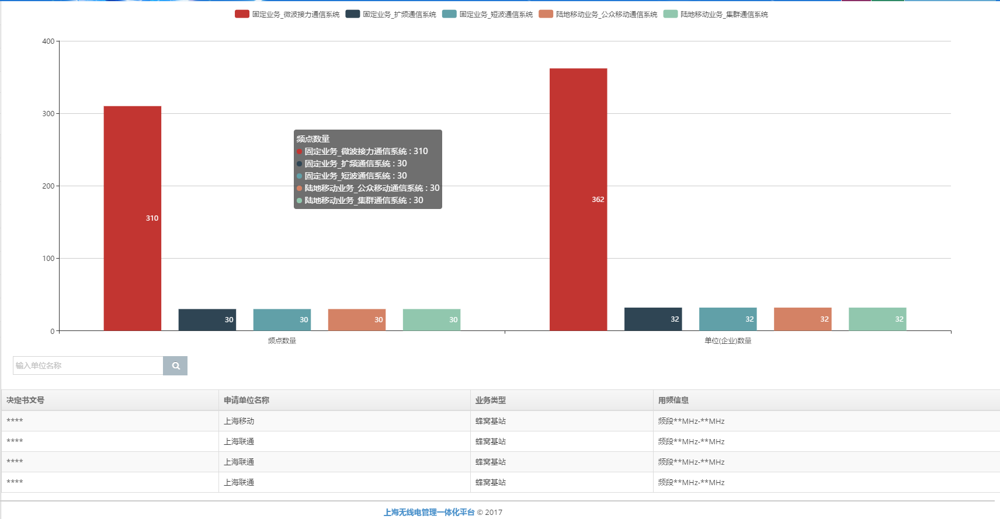 固定业务_微波接力通信系统 固定业务_扩频通信系统 固定业务_短波通信系统 陆地移动业务_公众移动通信系统 陆地移动业务_集群通信系统
400
300
200
100
0
频点数量
固定业务_微波接力通信系统 : 310
固定业务_扩频通信系统 : 30
固定业务_短波通信系统 : 30
陆地移动业务_公众移动通信系统 : 30
陆地移动业务_集群通信系统 : 30
310 30 30 30 30
362 32 32 32 32
频点数量 单位(企业)数量
输入单位名称
决定书文号 申请单位名称 业务类型 用频信息
**** 上海移动 蜂窝基站 频段**MHz-**MHz
**** 上海联通 蜂窝基站 频段**MHz-**MHz
**** 上海联通 蜂窝基站 频段**MHz-**MHz
**** 上海联通 蜂窝基站 频段**MHz-**MHz
上海无线电管理一体化平台 © 2017